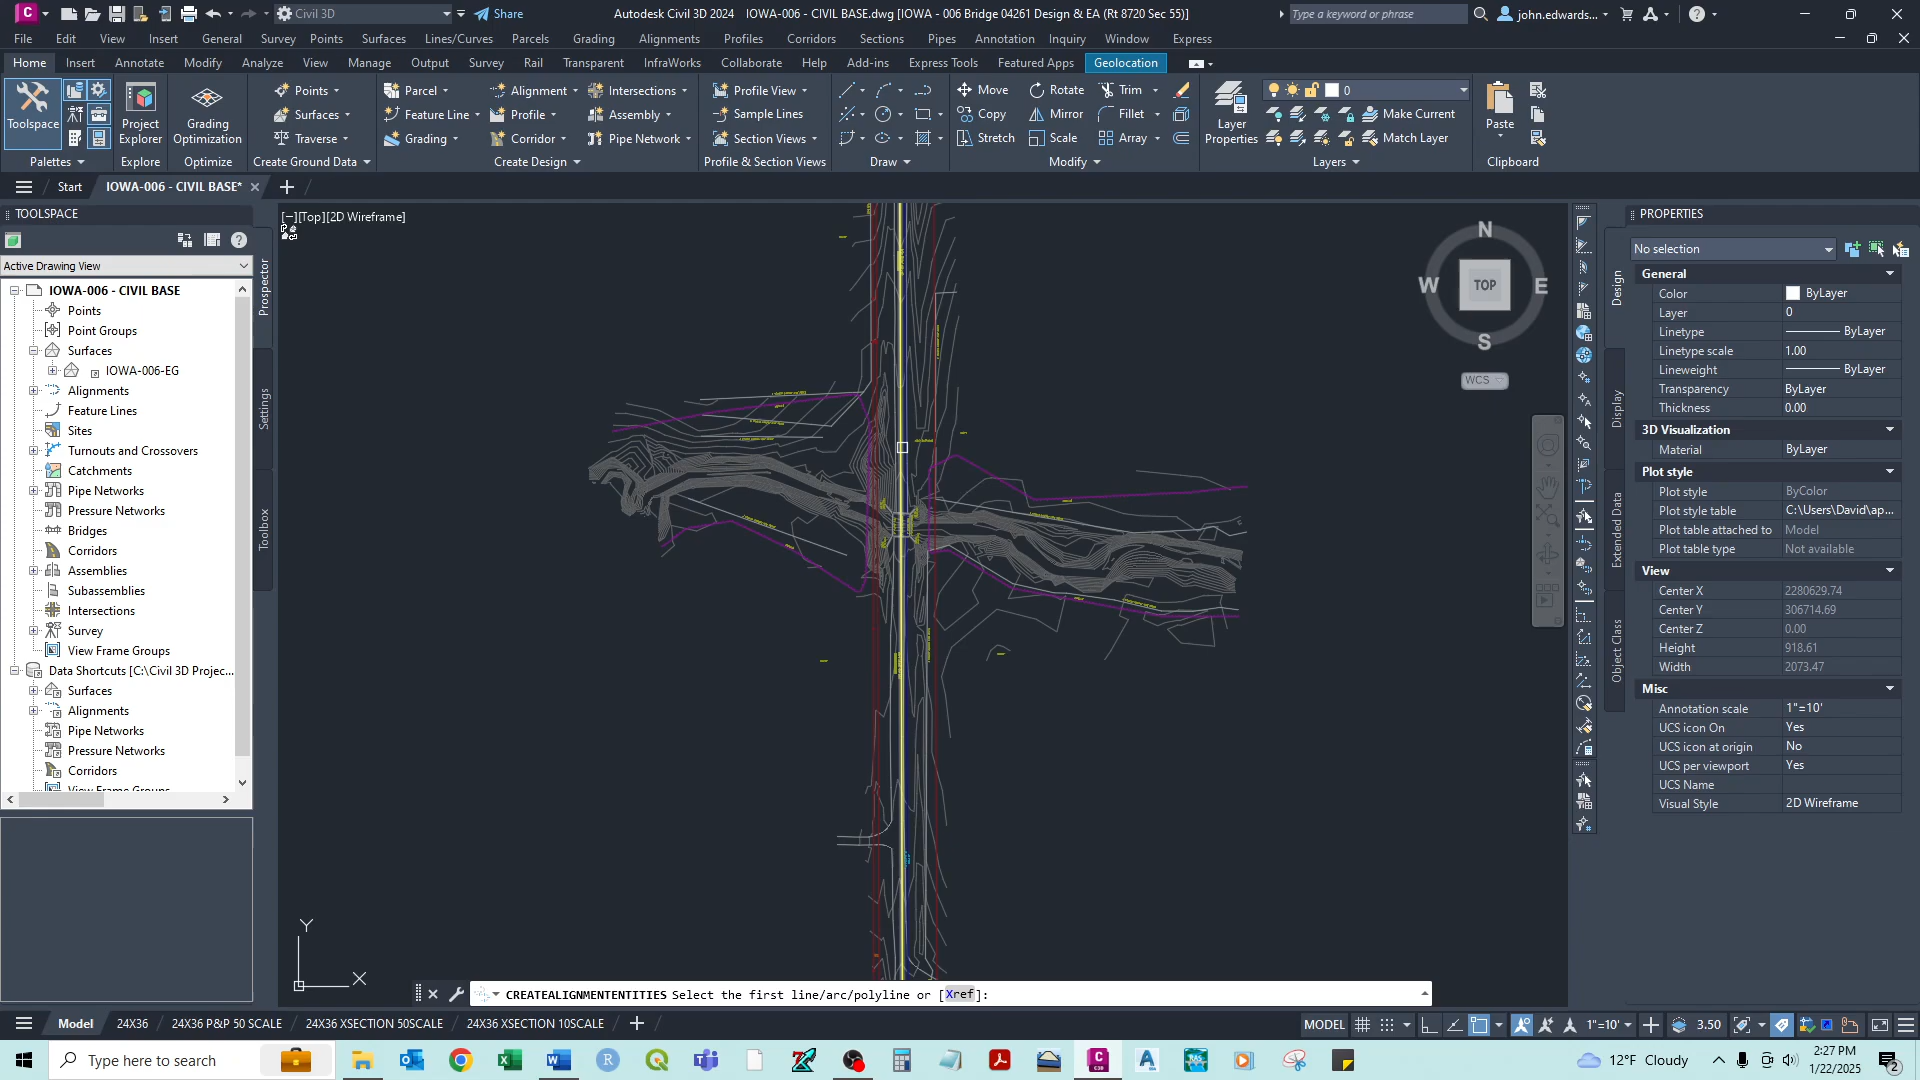 Civil 3D
Share
Autodesk Civil 3D 2024 IOWA-006 - CIVIL BASE.dwg [IOWA - 006 Bridge 04261 Design & EA (Rt 8720 Sec 55)]
Type a keyword or phrase
john.edwards...
File Edit View Insert General Survey Points Surfaces Lines/Curves Parcels Grading Alignments Profiles Corridors Sections Pipes Annotation Inquiry Window Express
Home Insert Annotate Modify Analyze View Manage Output Survey Rail Transparent InfraWorks Collaborate Help Add-ins Express Tools Featured Apps Geolocation
Toolspace
Palettes
Project Explorer
Explore
Grading Optimization
Optimize
Points
Surfaces
Traverse
Create Ground Data
Parcel
Feature Line
Grading
Alignment
Profile
Corridor
Intersections
Assembly
Pipe Network
Create Design
Profile View
Sample Lines
Section Views
Profile & Section Views
Draw
Move
Copy
Stretch
Rotate
Mirror
Scale
Trim
Fillet
Array
Modify
Layer Properties
0
Make Current
Match Layer
Layers
Paste
Clipboard
Start
IOWA-006 - CIVIL BASE*
TOOLSPACE
Active Drawing View
IOWA-006 - CIVIL BASE
Points
Point Groups
Surfaces
IOWA-006-EG
Alignments
Feature Lines
Sites
Turnouts and Crossovers
Catchments
Pipe Networks
Pressure Networks
Bridges
Corridors
Assemblies
Subassemblies
Intersections
Survey
View Frame Groups
Data Shortcuts [C:\Civil 3D Projec...
Surfaces
Alignments
Pipe Networks
Pressure Networks
Corridors
View Frame Groups
Prospector
Settings
Survey
Toolbox
[−][Top][2D Wireframe]
N
W
TOP
E
S
WCS
Y
X
CREATEALIGNMENTENTITIES Select the first line/arc/polyline or [Xref]:
PROPERTIES
No selection
Design
Display
Extended Data
Object Class
General
Color ByLayer
Layer 0
Linetype ByLayer
Linetype scale 1.00
Lineweight ByLayer
Transparency ByLayer
Thickness 0.00
3D Visualization
Material ByLayer
Plot style
Plot style ByColor
Plot style table C:\Users\David\ap...
Plot table attached to Model
Plot table type Not available
View
Center X 2280629.74
Center Y 306714.69
Center Z 0.00
Height 918.61
Width 2073.47
Misc
Annotation scale 1"=10'
UCS icon On Yes
UCS icon at origin No
UCS per viewport Yes
UCS Name
Visual Style 2D Wireframe
Model 24X36 24X36 P&P 50 SCALE 24X36 XSECTION 50SCALE 24X36 XSECTION 10SCALE
MODEL
1"=10'
3.50
Type here to search
12°F Cloudy
2:27 PM
1/22/2025
2